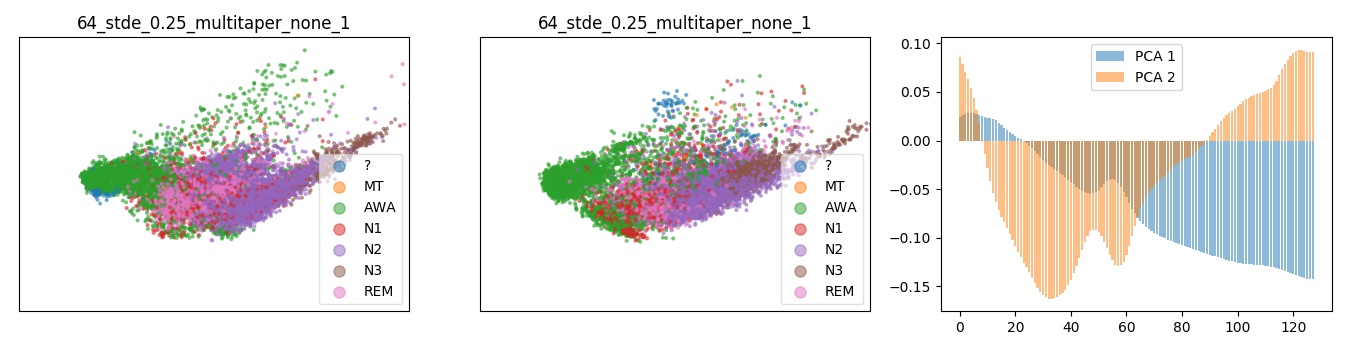 64_stde_0.25_multitaper_none_1
?
MT
AWA
N1
N2
N3
REM
64_stde_0.25_multitaper_none_1
?
MT
AWA
N1
N2
N3
REM
PCA 1
PCA 2
0.10
0.05
0.00
−0.05
−0.10
−0.15
0 20 40 60 80 100 120